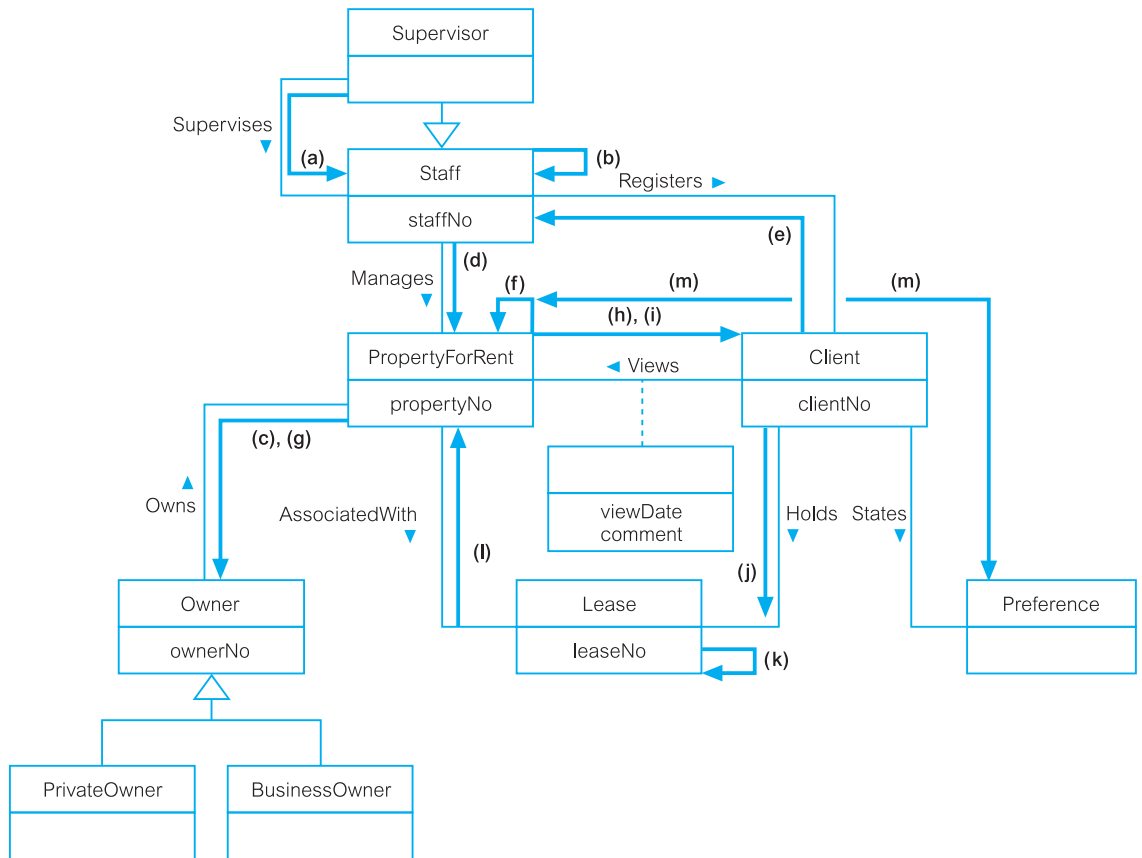 Supervisor
Supervises
▼
(a)
(b)
Staff
Registers ►
staffNo
(e)
(d)
Manages
▼
(f)
(m)
(m)
(h), (i)
PropertyForRent
◄ Views
Client
propertyNo
clientNo
(c), (g)
▲
Owns
AssociatedWith
▼
viewDate
comment
Holds
▼
States
▼
(l)
(j)
Owner
Lease
Preference
ownerNo
leaseNo
(k)
PrivateOwner
BusinessOwner